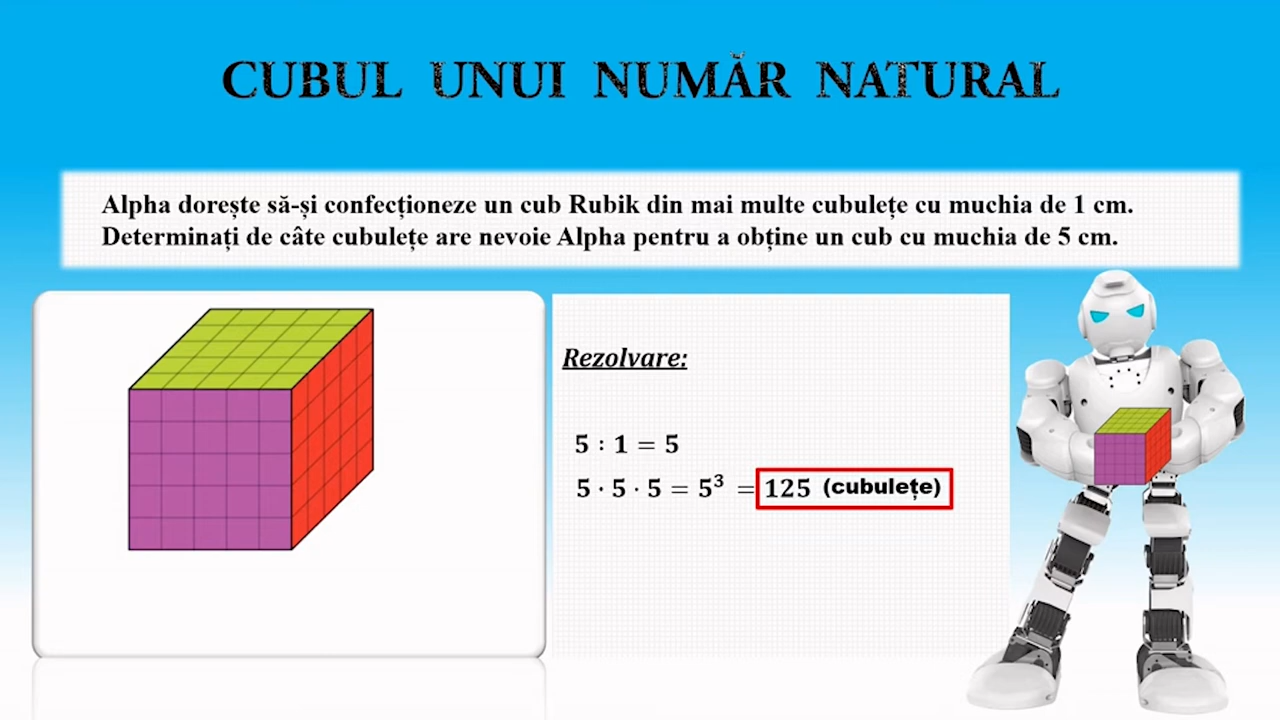 CUBUL UNUI NUMĂR NATURAL
Alpha dorește să-și confecționeze un cub Rubik din mai multe cubulețe cu muchia de 1 cm.
Determinați de câte cubulețe are nevoie Alpha pentru a obține un cub cu muchia de 5 cm.
Rezolvare:
5 : 1 = 5
5 · 5 · 5 = 5³ = 125 (cubulețe)